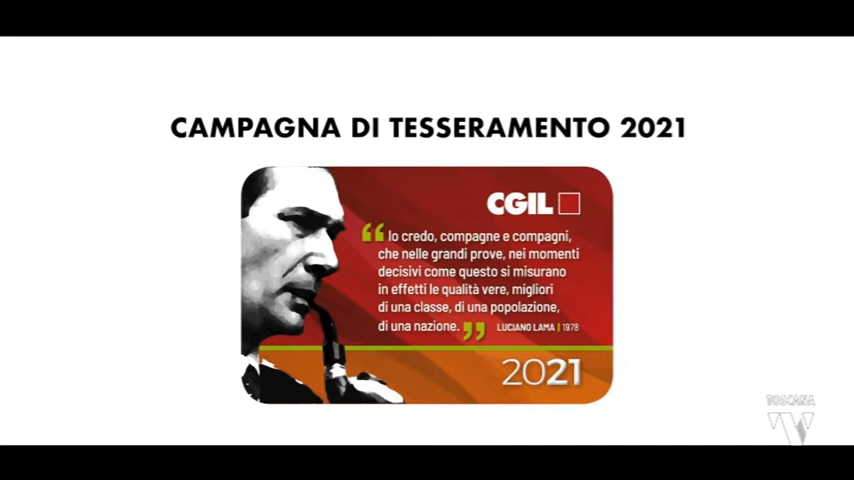 CAMPAGNA DI TESSERAMENTO 2021
CGIL
“ Io credo, compagne e compagni,
che nelle grandi prove, nei momenti
decisivi come questo si misurano
in effetti le qualità vere, migliori
di una classe, di una popolazione,
di una nazione. ” LUCIANO LAMA | 1978
2021
TOSCANA
TV